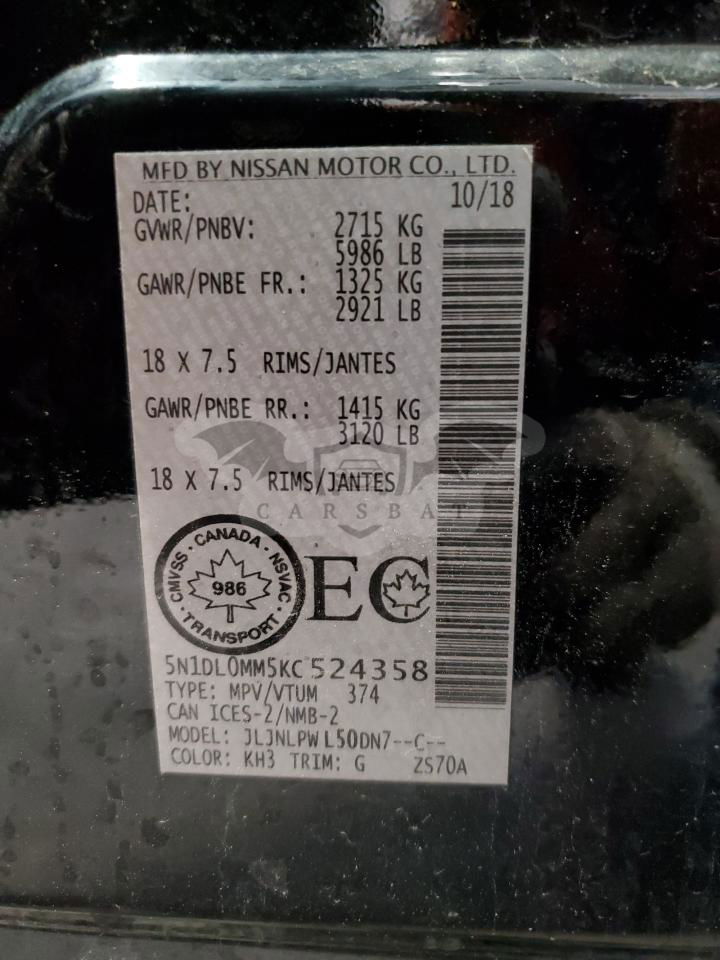 MFD BY NISSAN MOTOR CO., LTD.
DATE: 10/18
GVWR/PNBV: 2715 KG
5986 LB
GAWR/PNBE FR.: 1325 KG
2921 LB
18 X 7.5 RIMS/JANTES
GAWR/PNBE RR.: 1415 KG
3120 LB
18 X 7.5 RIMS/JANTES
CARSBAT
CMVSS · CANADA · NSVAC
986
· TRANSPORT ·
EC
5N1DL0MM5KC524358
TYPE: MPV/VTUM 374
CAN ICES-2/NMB-2
MODEL: JLJNLPW L50DN7--C--
COLOR: KH3 TRIM: G ZS70A